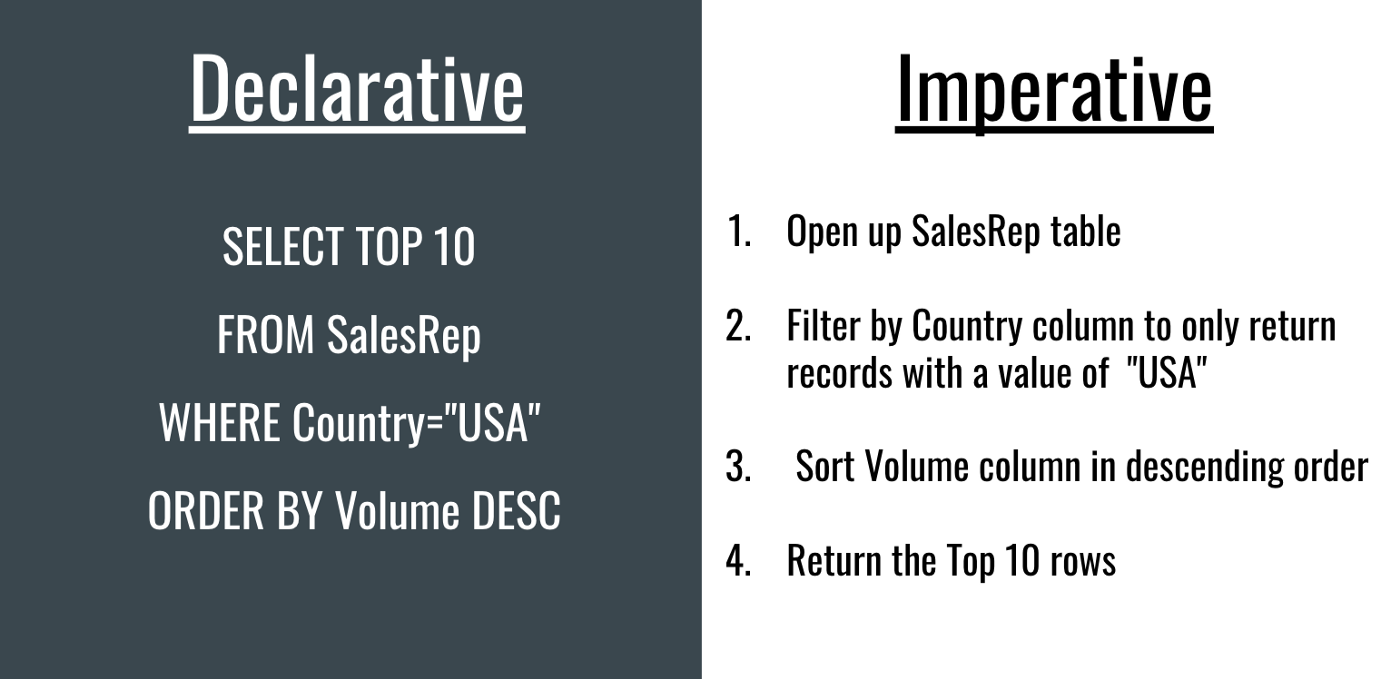 Declarative
SELECT TOP 10
FROM SalesRep
WHERE Country="USA"
ORDER BY Volume DESC
Imperative
1. Open up SalesRep table
2. Filter by Country column to only return
records with a value of "USA"
3. Sort Volume column in descending order
4. Return the Top 10 rows